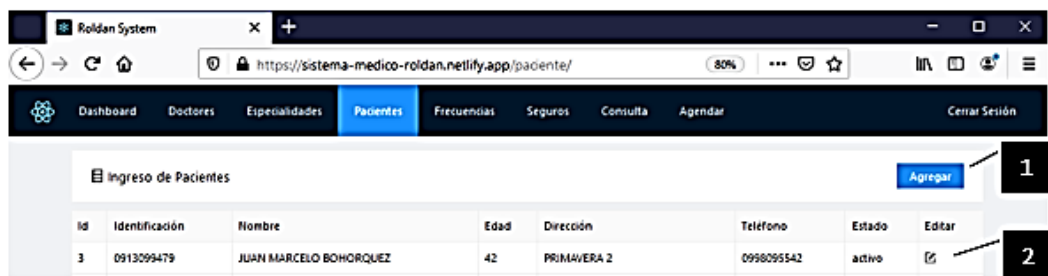 Roldan System
https://sistema-medico-roldan.netlify.app/paciente/ 80%
Dashboard Doctores Especialidades Pacientes Frecuencias Seguros Consulta Agendar Cerrar Sesión
Ingreso de Pacientes Agregar 1
Id Identificación Nombre Edad Dirección Teléfono Estado Editar
3 0913099479 JUAN MARCELO BOHORQUEZ 42 PRIMAVERA 2 0998095542 activo 2